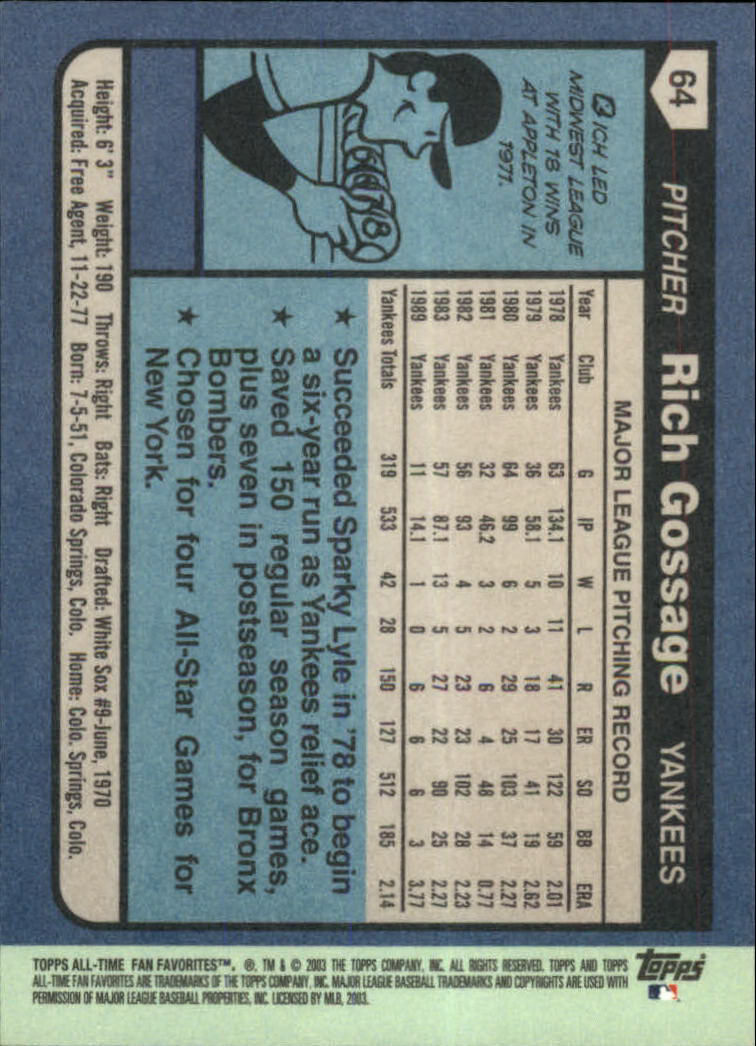 64
PITCHER Rich Gossage YANKEES
RICH LED
MIDWEST LEAGUE
WITH 18 WINS
AT APPLETON IN
1971.
678
MAJOR LEAGUE PITCHING RECORD
Year Club G IP W L R ER SO BB ERA
1978 Yankees 63 134.1 10 11 41 30 122 59 2.01
1979 Yankees 36 58.1 5 3 18 17 41 19 2.62
1980 Yankees 64 99 6 2 29 25 103 37 2.27
1981 Yankees 32 46.2 3 2 6 4 48 14 0.77
1982 Yankees 56 93 4 5 23 23 102 28 2.23
1983 Yankees 57 87.1 13 5 27 22 90 25 2.27
1989 Yankees 11 14.1 1 0 6 6 6 3 3.77
Yankees Totals 319 533 42 28 150 127 512 185 2.14
★ Succeeded Sparky Lyle in '78 to begin
a six-year run as Yankees relief ace.
★ Saved 150 regular season games,
plus seven in postseason, for Bronx
Bombers.
★ Chosen for four All-Star Games for
New York.
Height: 6' 3" Weight: 190 Throws: Right Bats: Right Drafted: White Sox #9-June, 1970
Acquired: Free Agent, 11-22-77 Born: 7-5-51, Colorado Springs, Colo. Home: Colo. Springs, Colo.
TOPPS ALL-TIME FAN FAVORITES™. ®, TM & © 2003 THE TOPPS COMPANY, INC. ALL RIGHTS RESERVED. TOPPS AND TOPPS
ALL-TIME FAN FAVORITES ARE TRADEMARKS OF THE TOPPS COMPANY, INC. MAJOR LEAGUE BASEBALL TRADEMARKS AND COPYRIGHTS ARE USED WITH
PERMISSION OF MAJOR LEAGUE BASEBALL PROPERTIES, INC. LICENSED BY MLB, 2003.
topps